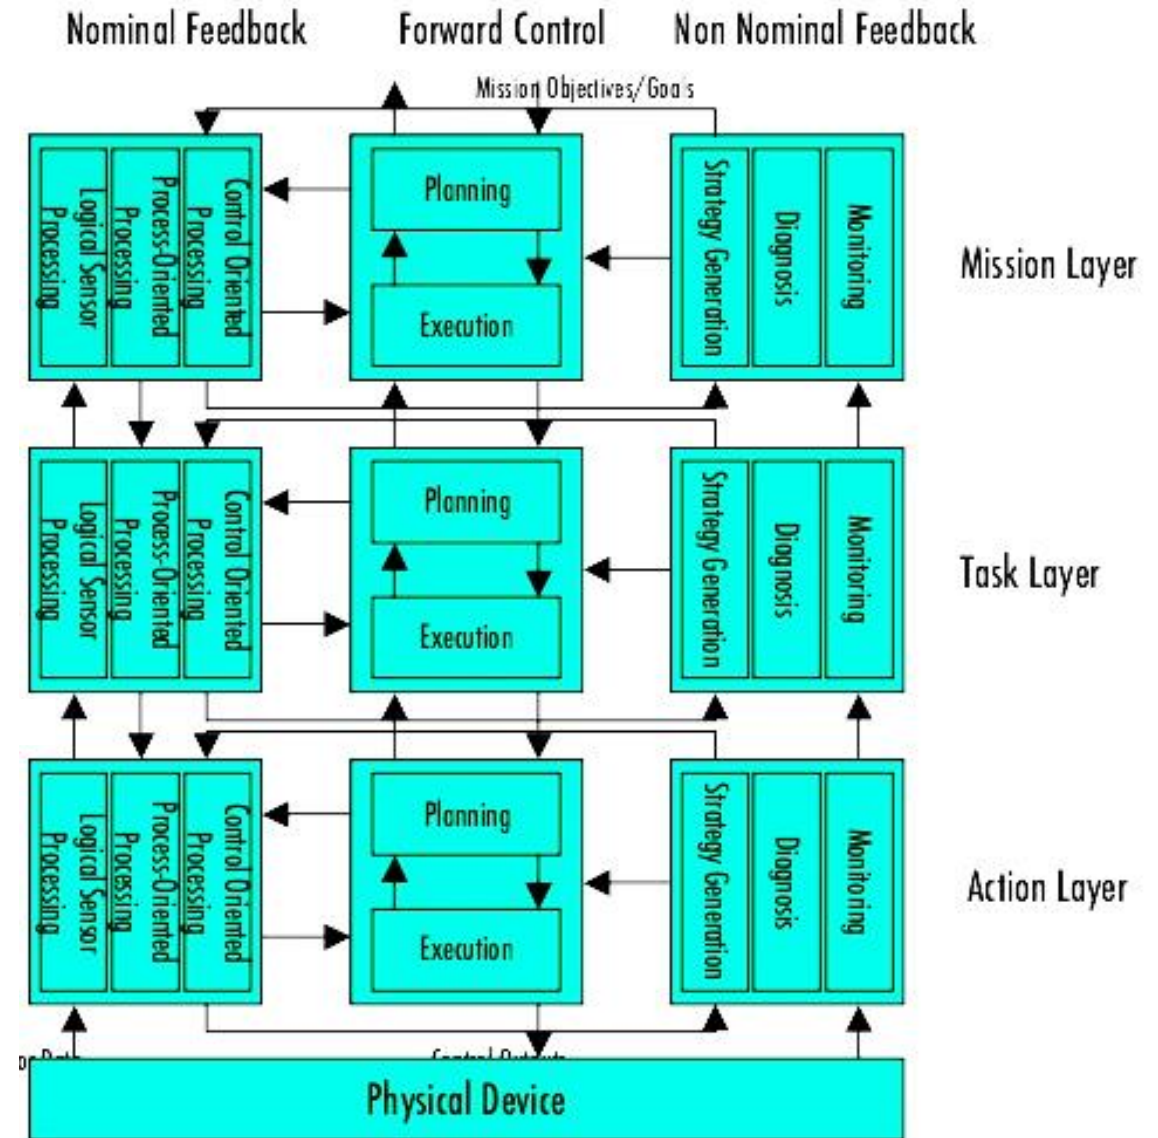 Nominal Feedback
Forward Control
Non Nominal Feedback
Mission Objectives/Goals
Logical Sensor
Processing
Process-Oriented
Processing
Control Oriented
Processing
Planning
Execution
Strategy Generation
Diagnosis
Monitoring
Mission Layer
Logical Sensor
Processing
Process-Oriented
Processing
Control Oriented
Processing
Planning
Execution
Strategy Generation
Diagnosis
Monitoring
Task Layer
Logical Sensor
Processing
Process-Oriented
Processing
Control Oriented
Processing
Planning
Execution
Strategy Generation
Diagnosis
Monitoring
Action Layer
Control Outputs
Physical Device